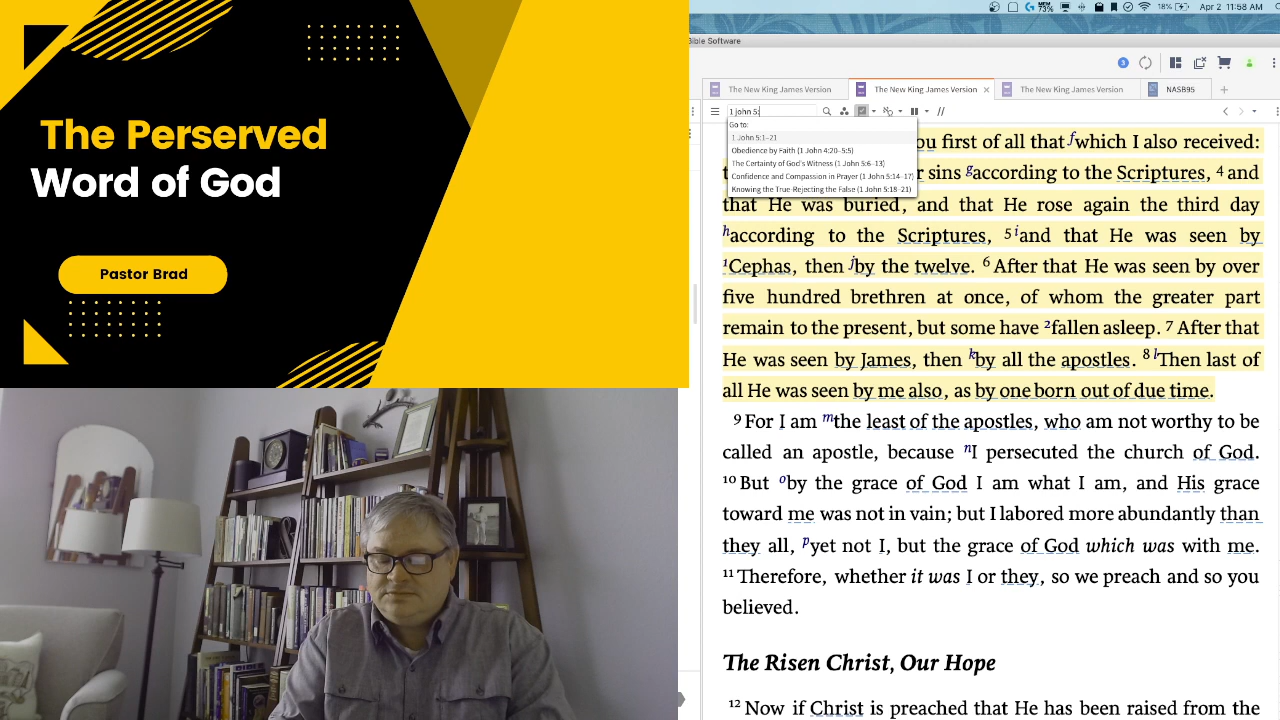 The Perserved
Word of God
Pastor Brad
73% 18% Apr 2 11:58 AM
Bible Software
3
The New King James Version
The New King James Version
The New King James Version
NASB95
1 john 5:
Go to:
1 John 5:1–21
Obedience by Faith (1 John 4:20–5:5)
The Certainty of God's Witness (1 John 5:6–13)
Confidence and Compassion in Prayer (1 John 5:14–17)
Knowing the True-Rejecting the False (1 John 5:18–21)
ou first of all that f which I also received:
r sins g according to the Scriptures, 4 and
that He was buried, and that He rose again the third day
h according to the Scriptures, 5 i and that He was seen by
1 Cephas, then j by the twelve. 6 After that He was seen by over
five hundred brethren at once, of whom the greater part
remain to the present, but some have 2 fallen asleep. 7 After that
He was seen by James, then k by all the apostles. 8 l Then last of
all He was seen by me also, as by one born out of due time.
9 For I am m the least of the apostles, who am not worthy to be
called an apostle, because n I persecuted the church of God.
10 But o by the grace of God I am what I am, and His grace
toward me was not in vain; but I labored more abundantly than
they all, p yet not I, but the grace of God which was with me.
11 Therefore, whether it was I or they, so we preach and so you
believed.
The Risen Christ, Our Hope
12 Now if Christ is preached that He has been raised from the